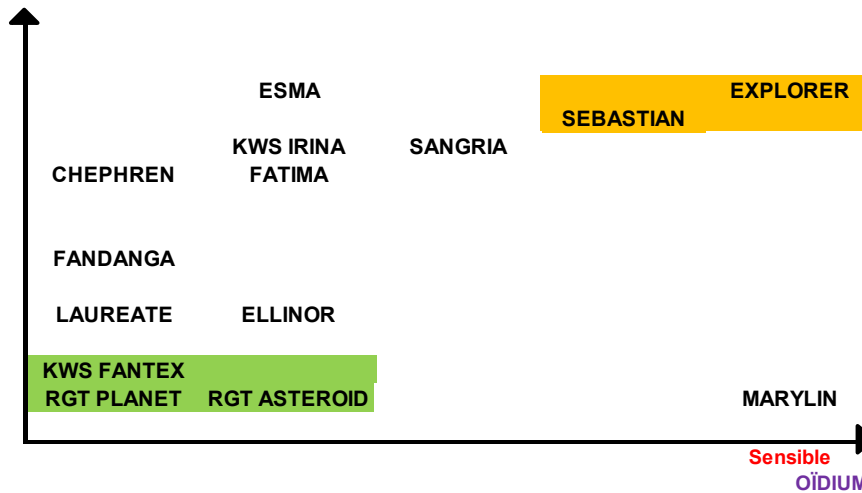 ESMA EXPLORER
SEBASTIAN
KWS IRINA SANGRIA
CHEPHREN FATIMA
FANDANGA
LAUREATE ELLINOR
KWS FANTEX
RGT PLANET RGT ASTEROID MARYLIN
Sensible
OÏDIUM